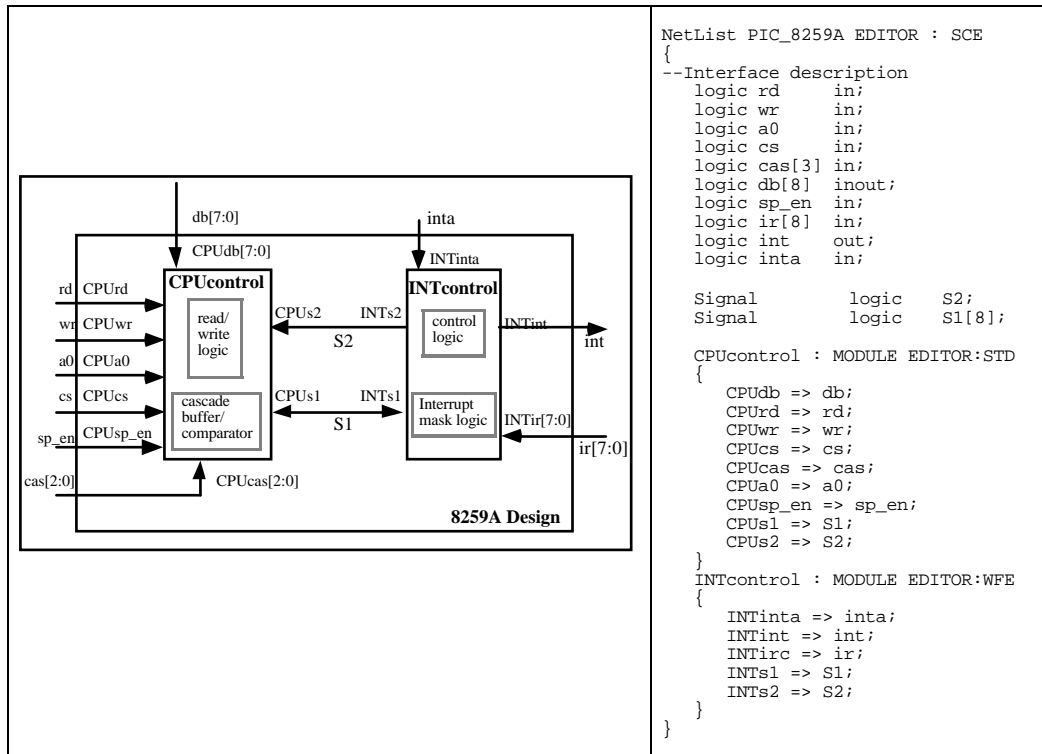 db[7:0]
inta
CPUdb[7:0]
INTinta
CPUcontrol
INTcontrol
rd CPUrd
CPUs2 INTs2
read/
write
logic
control
logic
INTint
wr CPUwr
S2
int
a0 CPUa0
cs CPUcs
CPUs1 INTs1
cascade
buffer/
comparator
Interrupt
mask logic
INTir[7:0]
S1
sp_en CPUsp_en
ir[7:0]
cas[2:0]
CPUcas[2:0]
8259A Design
NetList PIC_8259A EDITOR : SCE
{
--Interface description
logic rd in;
logic wr in;
logic a0 in;
logic cs in;
logic cas[3] in;
logic db[8] inout;
logic sp_en in;
logic ir[8] in;
logic int out;
logic inta in;
Signal logic S2;
Signal logic S1[8];
CPUcontrol : MODULE EDITOR:STD
{
CPUdb => db;
CPUrd => rd;
CPUwr => wr;
CPUcs => cs;
CPUcas => cas;
CPUa0 => a0;
CPUsp_en => sp_en;
CPUs1 => S1;
CPUs2 => S2;
}
INTcontrol : MODULE EDITOR:WFE
{
INTinta => inta;
INTint => int;
INTirc => ir;
INTs1 => S1;
INTs2 => S2;
}
}